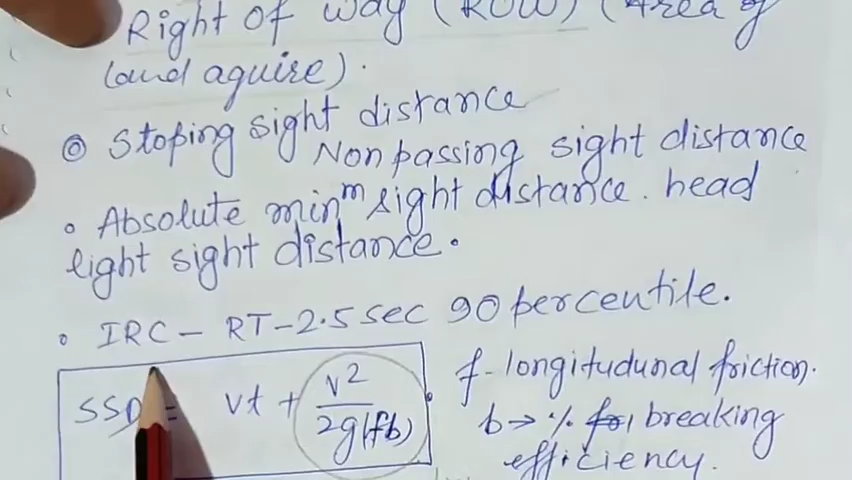 Right of way (ROW) (Area of
land aquire).
Stoping sight distance
Non passing sight distance
Absolute minm sight distance. head
light sight distance.
IRC - RT - 2.5 sec 90 percentile.
SSD = vt + v2/2g(fb)
f - longitudunal friction.
b → % breaking
efficiency.